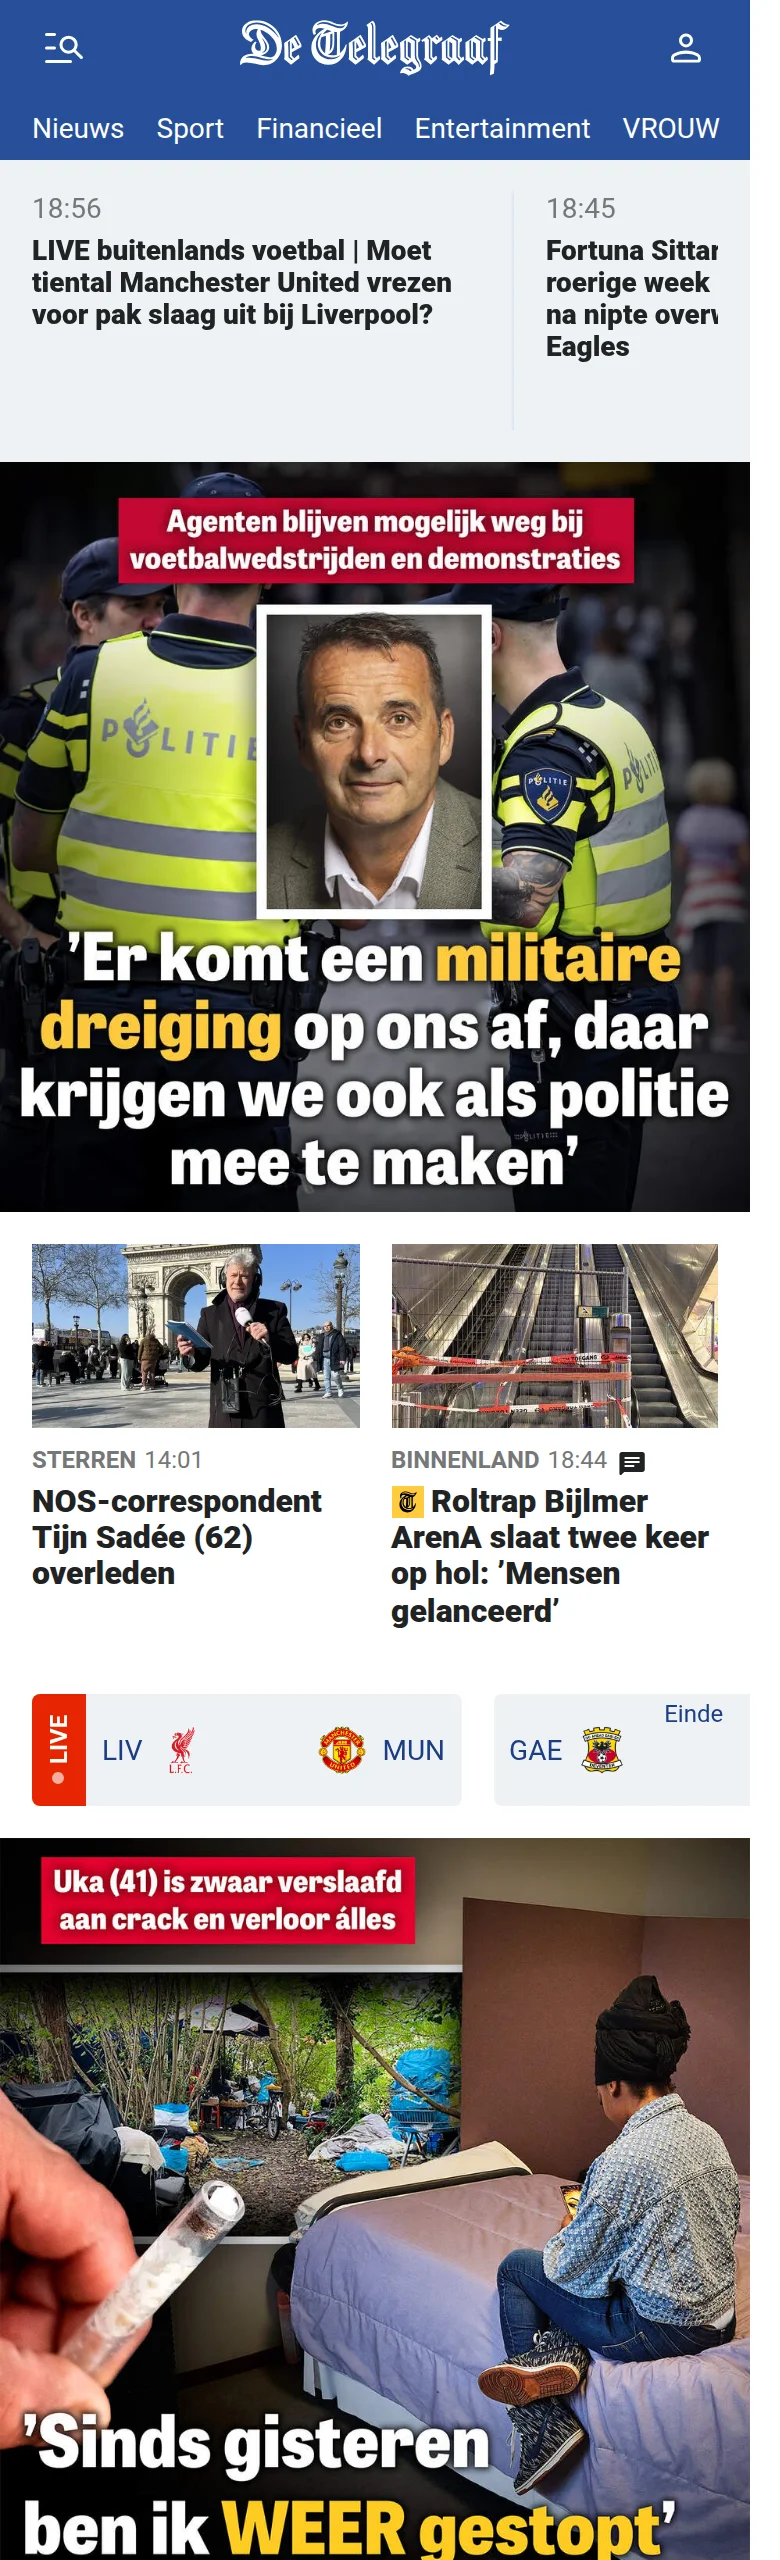 De Telegraaf
Nieuws Sport Financieel Entertainment VROUW
18:56
LIVE buitenlands voetbal | Moet
tiental Manchester United vrezen
voor pak slaag uit bij Liverpool?
18:45
Fortuna Sittar
roerige week
na nipte overw
Eagles
Agenten blijven mogelijk weg bij
voetbalwedstrijden en demonstraties
POLITIE
POLITIE
’Er komt een militaire
dreiging op ons af, daar
krijgen we ook als politie
mee te maken’
STERREN 14:01
NOS-correspondent
Tijn Sadée (62)
overleden
BINNENLAND 18:44
Roltrap Bijlmer
ArenA slaat twee keer
op hol: ’Mensen
gelanceerd’
LIVE
LIV
L.F.C.
MANCHESTER
UNITED
MUN
Einde
GAE
Uka (41) is zwaar verslaafd
aan crack en verloor álles
’Sinds gisteren
ben ik WEER gestopt’